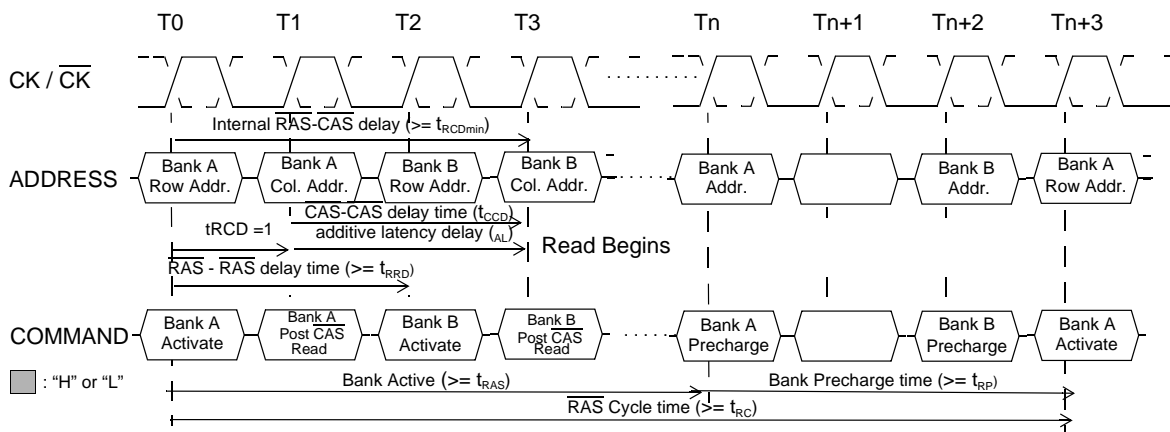 T0 T1 T2 T3 Tn Tn+1 Tn+2 Tn+3
CK / CK
Internal RAS-CAS delay (>= tRCDmin)
ADDRESS
Bank A
Row Addr.
Bank A
Col. Addr.
Bank B
Row Addr.
Bank B
Col. Addr.
Bank A
Addr.
Bank B
Addr.
Bank A
Row Addr.
CAS-CAS delay time (tCCD)
tRCD =1
additive latency delay (AL)
Read Begins
RAS - RAS delay time (>= tRRD)
COMMAND
Bank A
Activate
Bank A
Post CAS
Read
Bank B
Activate
Bank B
Post CAS
Read
Bank A
Precharge
Bank B
Precharge
Bank A
Activate
: “H” or “L”
Bank Active (>= tRAS)
Bank Precharge time (>= tRP)
RAS Cycle time (>= tRC)